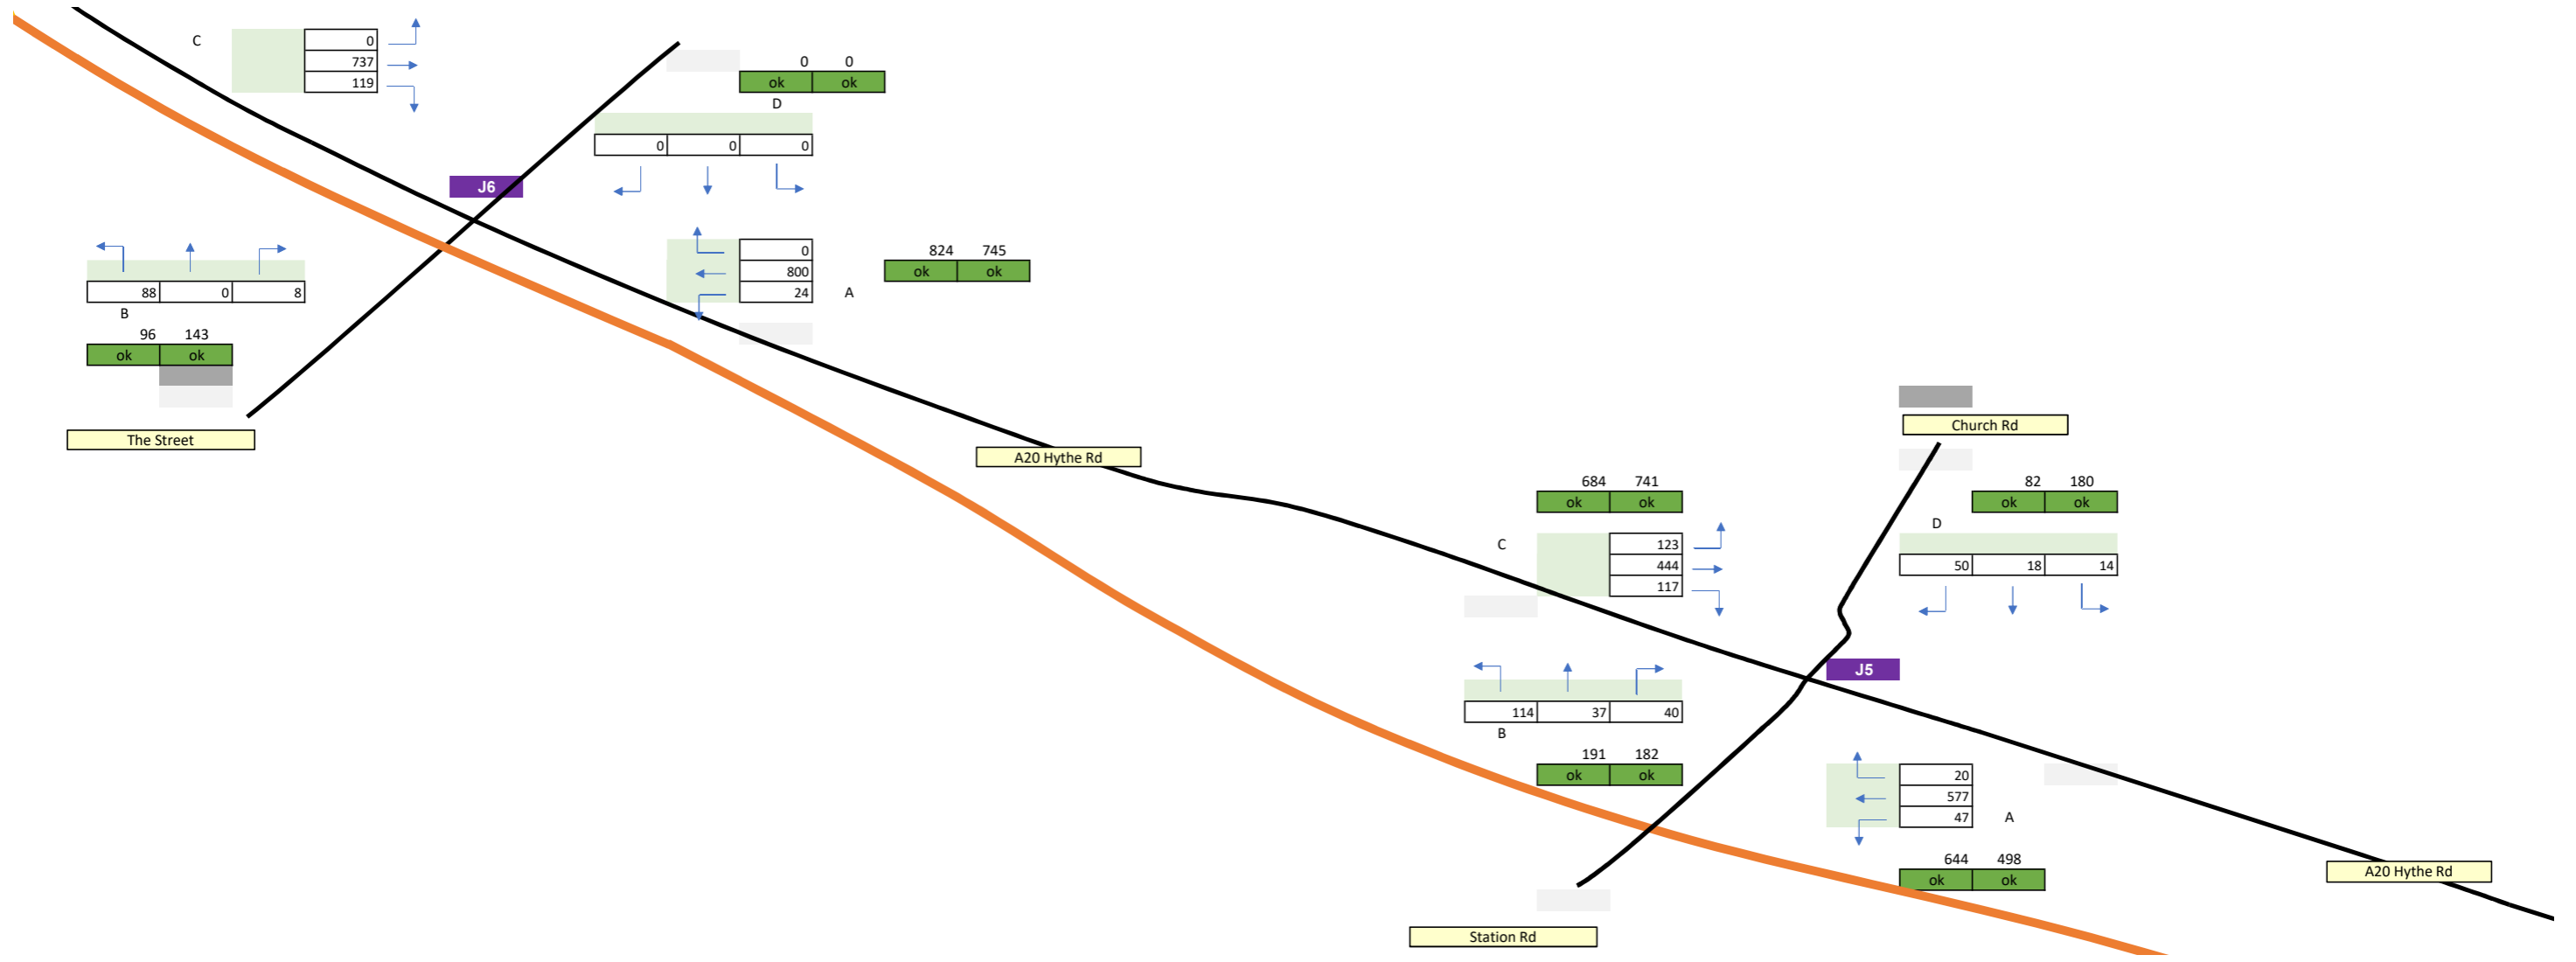 C
0
737
119
0 0
ok ok
D
0 0 0
J6
0
800
24
A
824 745
ok ok
88 0 8
B
96 143
ok ok
The Street
A20 Hythe Rd
Church Rd
684 741
ok ok
C
123
444
117
82 180
ok ok
D
50 18 14
J5
114 37 40
B
191 182
ok ok
20
577
47
A
644 498
ok ok
A20 Hythe Rd
Station Rd